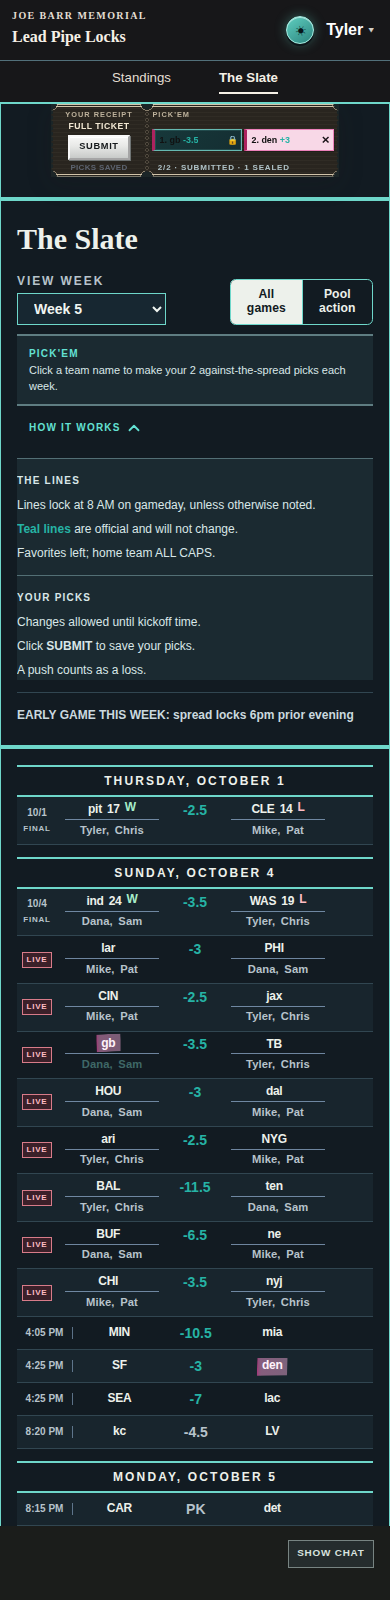 JOE BARR MEMORIAL
Lead Pipe Locks
Tyler ▾
Standings The Slate
YOUR RECEIPT
FULL TICKET
SUBMIT
PICKS SAVED
PICK'EM
1. gb -3.5
2. den +3 ✕
2/2 · SUBMITTED · 1 SEALED
The Slate
VIEW WEEK
Week 5
All games
Pool action
PICK'EM
Click a team name to make your 2 against-the-spread picks each
week.
HOW IT WORKS
THE LINES
Lines lock at 8 AM on gameday, unless otherwise noted.
Teal lines are official and will not change.
Favorites left; home team ALL CAPS.
YOUR PICKS
Changes allowed until kickoff time.
Click SUBMIT to save your picks.
A push counts as a loss.
EARLY GAME THIS WEEK: spread locks 6pm prior evening
THURSDAY, OCTOBER 1
10/1 FINAL pit 17 W -2.5 CLE 14 L
Tyler, Chris Mike, Pat
SUNDAY, OCTOBER 4
10/4 FINAL ind 24 W -3.5 WAS 19 L
Dana, Sam Tyler, Chris
LIVE lar -3 PHI
Mike, Pat Dana, Sam
LIVE CIN -2.5 jax
Mike, Pat Tyler, Chris
LIVE gb -3.5 TB
Dana, Sam Tyler, Chris
LIVE HOU -3 dal
Dana, Sam Mike, Pat
LIVE ari -2.5 NYG
Tyler, Chris Mike, Pat
LIVE BAL -11.5 ten
Tyler, Chris Dana, Sam
LIVE BUF -6.5 ne
Dana, Sam Mike, Pat
LIVE CHI -3.5 nyj
Mike, Pat Tyler, Chris
4:05 PM MIN -10.5 mia
4:25 PM SF -3 den
4:25 PM SEA -7 lac
8:20 PM kc -4.5 LV
MONDAY, OCTOBER 5
8:15 PM CAR PK det
SHOW CHAT